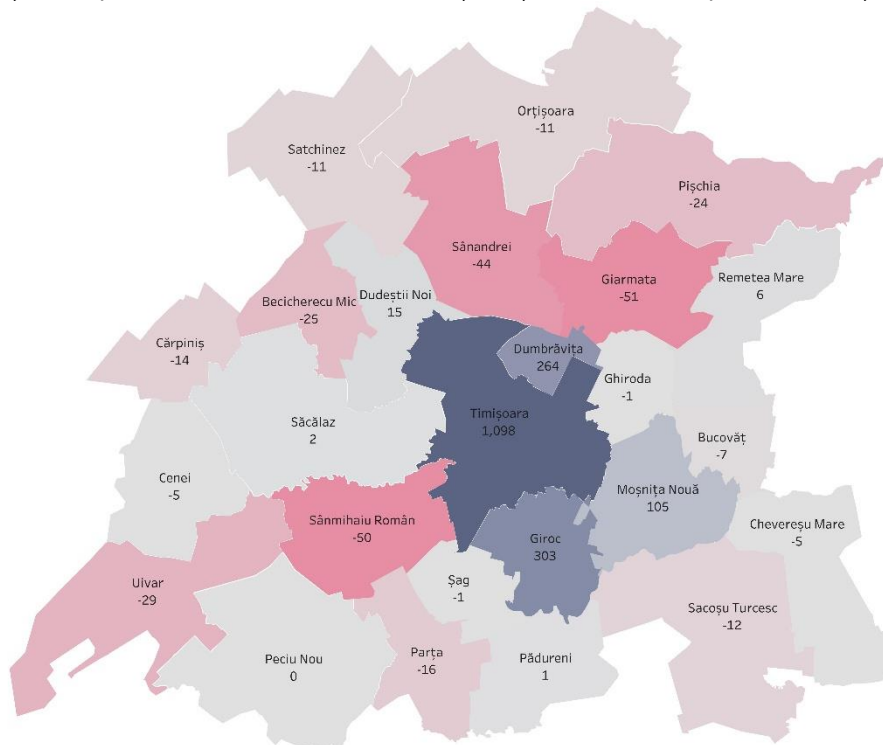 Orțișoara
-11
Satchinez
-11
Pișchia
-24
Sânandrei
-44
Giarmata
-51
Remetea Mare
6
Dudeștii Noi
15
Becicherecu Mic
-25
Cărpiniș
-14
Dumbrăvița
264
Ghiroda
-1
Timișoara
1,098
Săcălaz
2
Bucovăț
-7
Cenei
-5
Moșnița Nouă
105
Sânmihaiu Român
-50
Chevereșu Mare
-5
Giroc
303
Uivar
-29
Șag
-1
Sacoșu Turcesc
-12
Peciu Nou
0
Parța
-16
Pădureni
1